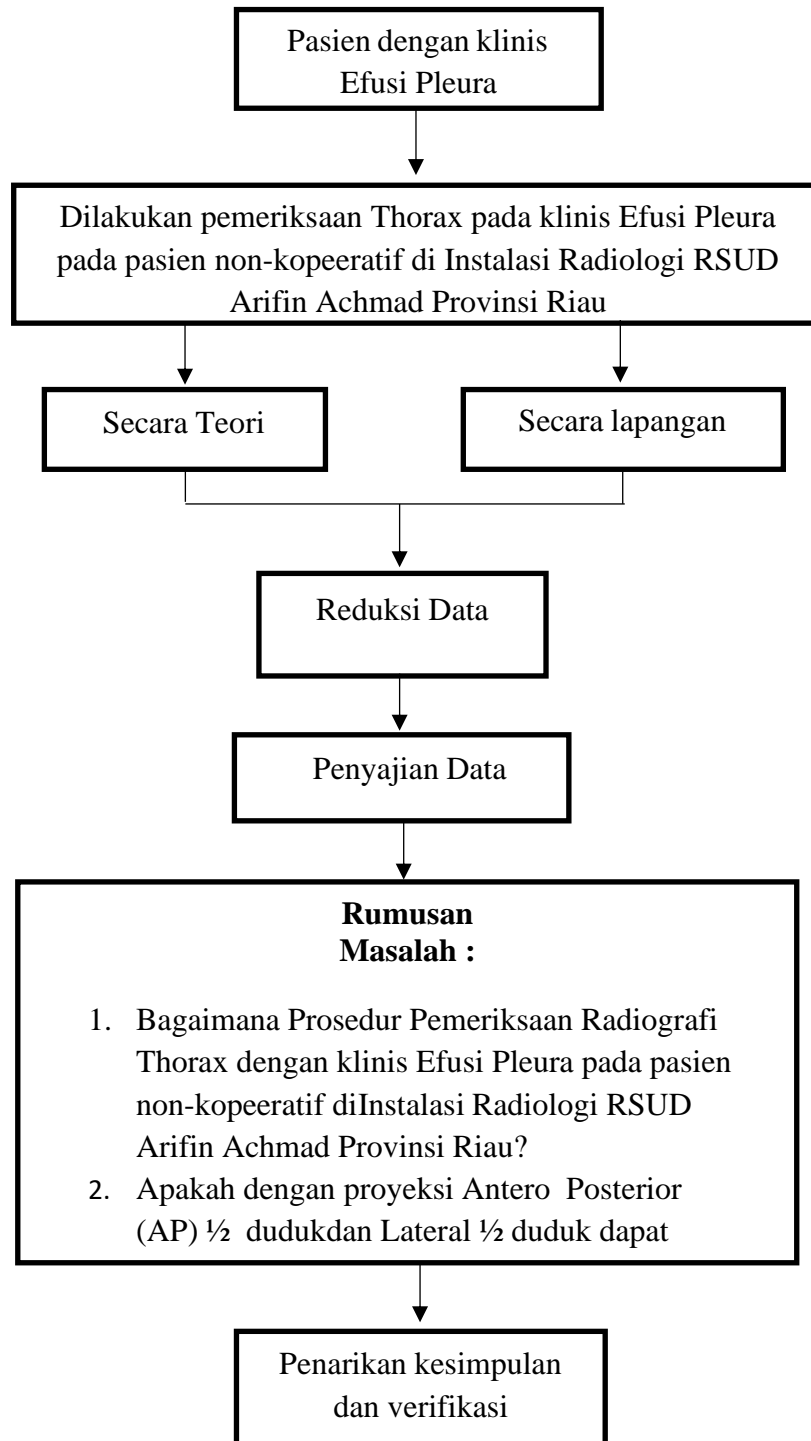 Pasien dengan klinis
Efusi Pleura
Dilakukan pemeriksaan Thorax pada klinis Efusi Pleura
pada pasien non-kopeeratif di Instalasi Radiologi RSUD
Arifin Achmad Provinsi Riau
Secara Teori
Secara lapangan
Reduksi Data
Penyajian Data
Rumusan
Masalah :
1. Bagaimana Prosedur Pemeriksaan Radiografi
Thorax dengan klinis Efusi Pleura pada pasien
non-kopeeratif diInstalasi Radiologi RSUD
Arifin Achmad Provinsi Riau?
2. Apakah dengan proyeksi Antero Posterior
(AP) ½ dudukdan Lateral ½ duduk dapat
Penarikan kesimpulan
dan verifikasi